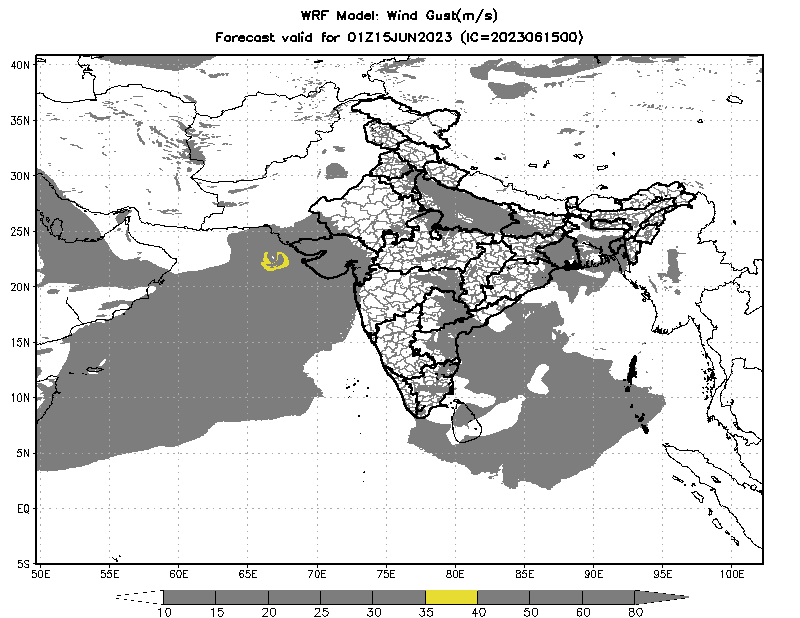 WRF Model: Wind Gust(m/s)
Forecast valid for 01Z15JUN2023 (IC=2023061500)
40N
35N
30N
25N
20N
15N
10N
5N
EQ
5S
50E 55E 60E 65E 70E 75E 80E 85E 90E 95E 100E
10 15 20 25 30 35 40 50 60 80